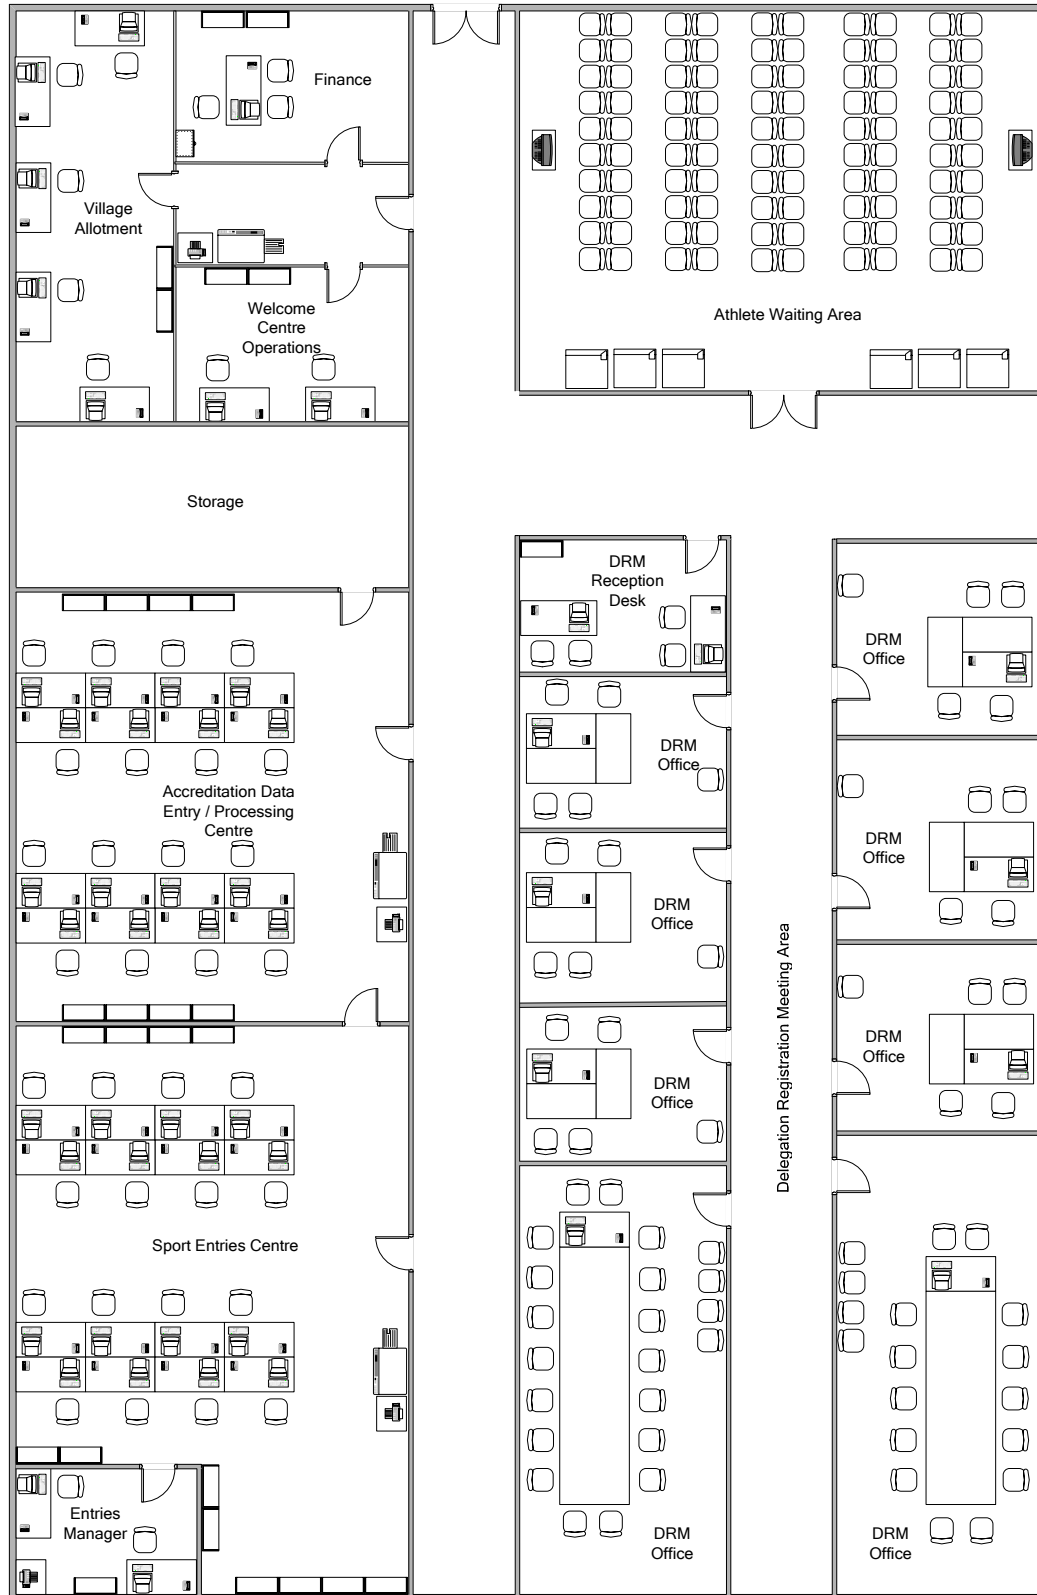 Finance
Village
Allotment
Welcome
Centre
Operations
Athlete Waiting Area
Storage
DRM
Reception
Desk
DRM
Office
DRM
Office
Accreditation Data
Entry / Processing
Centre
DRM
Office
DRM
Office
DRM
Office
DRM
Office
Delegation Registration Meeting Area
DRM
Office
Sport Entries Centre
Entries
Manager
DRM
Office
DRM
Office